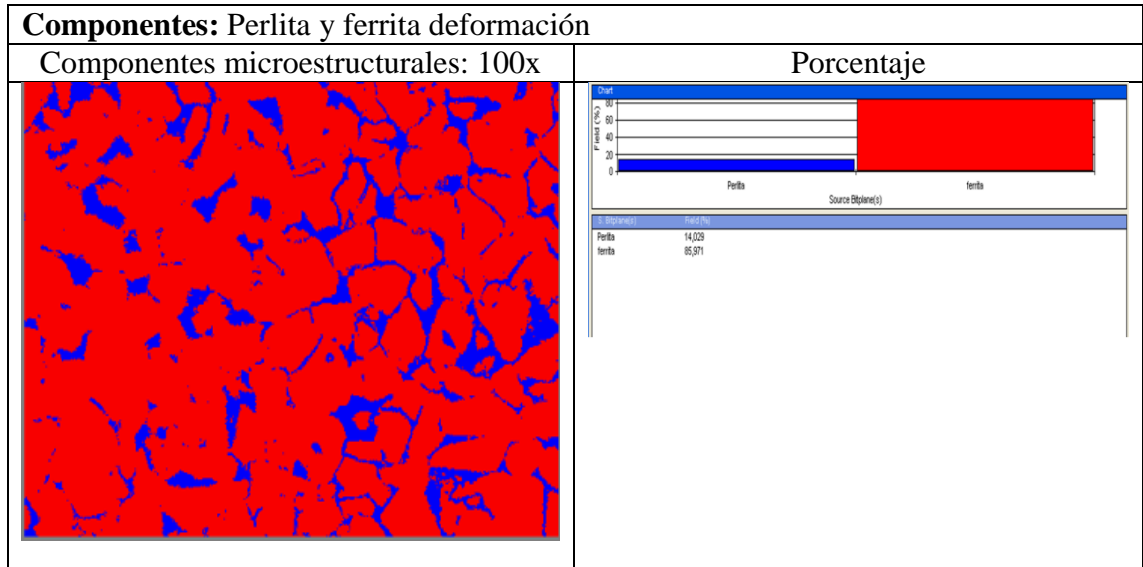 Componentes: Perlita y ferrita deformación
Componentes microestructurales: 100x
Porcentaje
Chart
Field (%)
80
60
40
20
0
Perlita
ferrita
Source Bitplane(s)
S. Bitplane(s) Field (%)
Perlita 14,029
ferrita 85,971